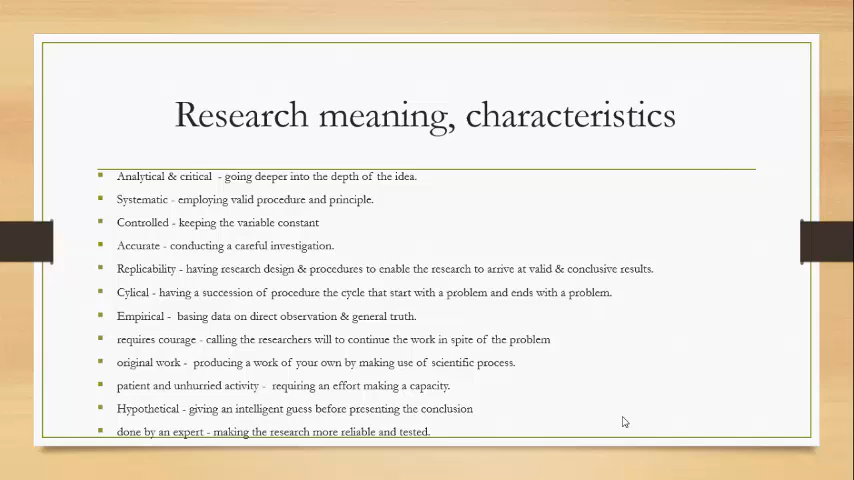 Research meaning, characteristics
Analytical & critical - going deeper into the depth of the idea.
Systematic - employing valid procedure and principle.
Controlled - keeping the variable constant
Accurate - conducting a careful investigation.
Replicability - having research design & procedures to enable the research to arrive at valid & conclusive results.
Cylical - having a succession of procedure the cycle that start with a problem and ends with a problem.
Empirical - basing data on direct observation & general truth.
requires courage - calling the researchers will to continue the work in spite of the problem
original work - producing a work of your own by making use of scientific process.
patient and unhurried activity - requiring an effort making a capacity.
Hypothetical - giving an intelligent guess before presenting the conclusion
done by an expert - making the research more reliable and tested.